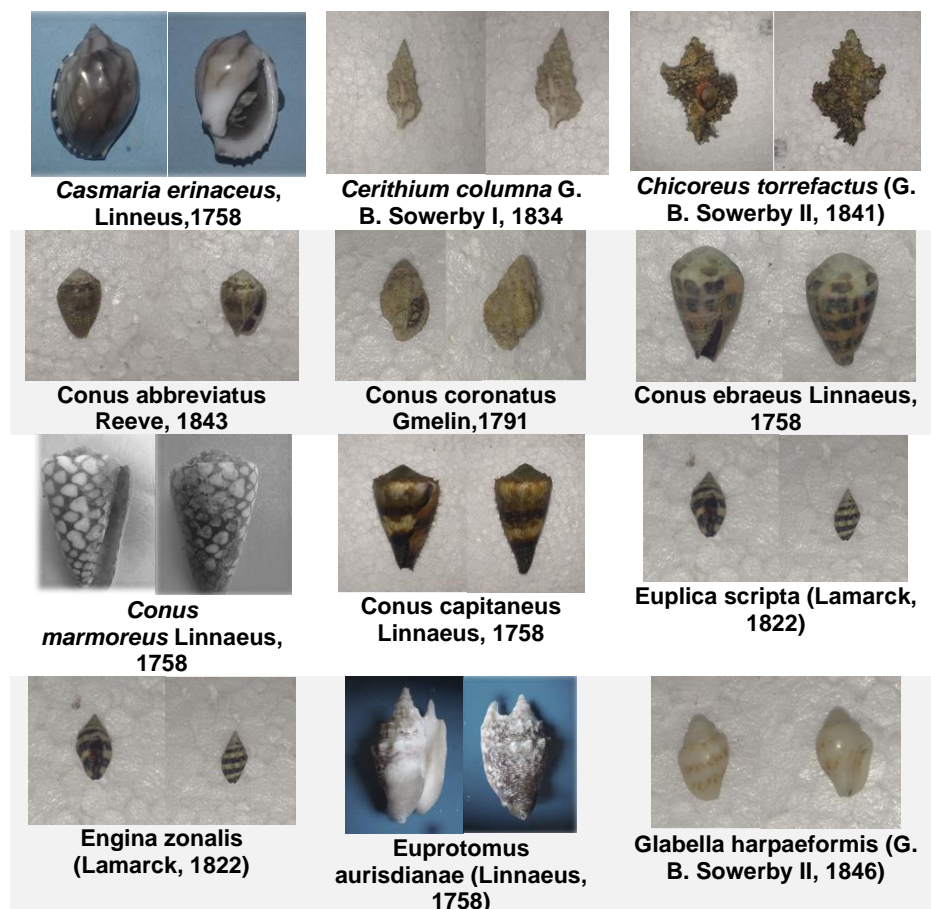 Casmaria erinaceus,
Linneus,1758
Cerithium columna G.
B. Sowerby I, 1834
Chicoreus torrefactus (G.
B. Sowerby II, 1841)
Conus abbreviatus
Reeve, 1843
Conus coronatus
Gmelin,1791
Conus ebraeus Linnaeus,
1758
Conus
marmoreus Linnaeus,
1758
Conus capitaneus
Linnaeus, 1758
Euplica scripta (Lamarck,
1822)
Engina zonalis
(Lamarck, 1822)
Euprotomus
aurisdianae (Linnaeus,
1758)
Glabella harpaeformis (G.
B. Sowerby II, 1846)